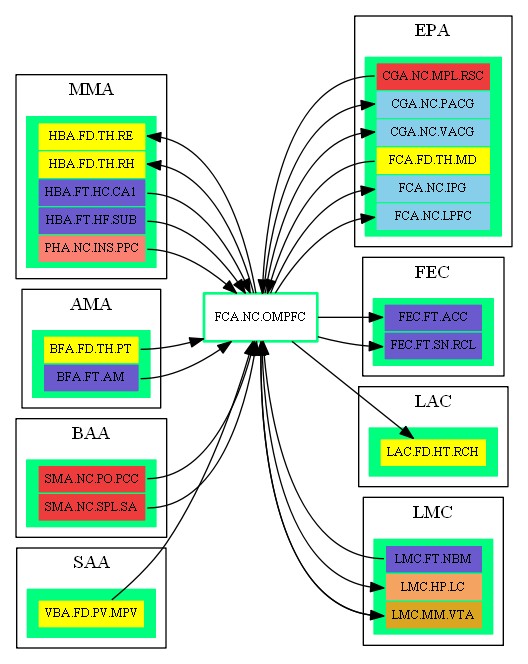 MMA
HBA.FD.TH.RE
HBA.FD.TH.RH
HBA.FT.HC.CA1
HBA.FT.HF.SUB
PHA.NC.INS.PPC
AMA
BFA.FD.TH.PT
BFA.FT.AM
BAA
SMA.NC.PO.PCC
SMA.NC.SPL.SA
SAA
VBA.FD.PV.MPV
FCA.NC.OMPFC
EPA
CGA.NC.MPL.RSC
CGA.NC.PACG
CGA.NC.VACG
FCA.FD.TH.MD
FCA.NC.IPG
FCA.NC.LPFC
FEC
FEC.FT.ACC
FEC.FT.SN.RCL
LAC
LAC.FD.HT.RCH
LMC
LMC.FT.NBM
LMC.HP.LC
LMC.MM.VTA